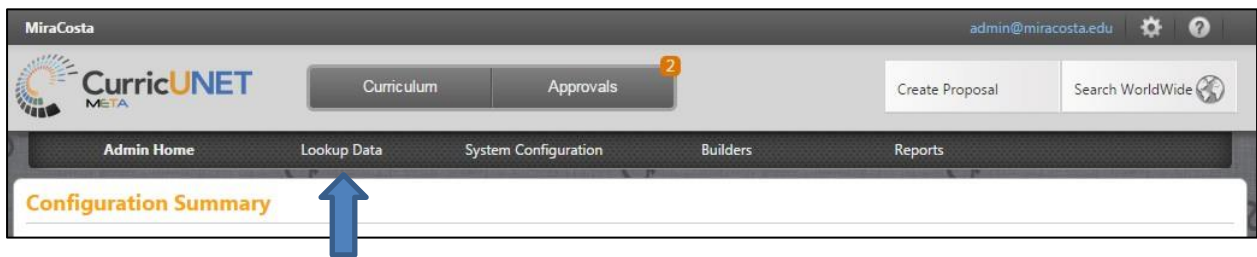 MiraCosta admin@miracosta.edu
CurricUNET
META
Curriculum Approvals 2
Create Proposal Search WorldWide
Admin Home Lookup Data System Configuration Builders Reports
Configuration Summary